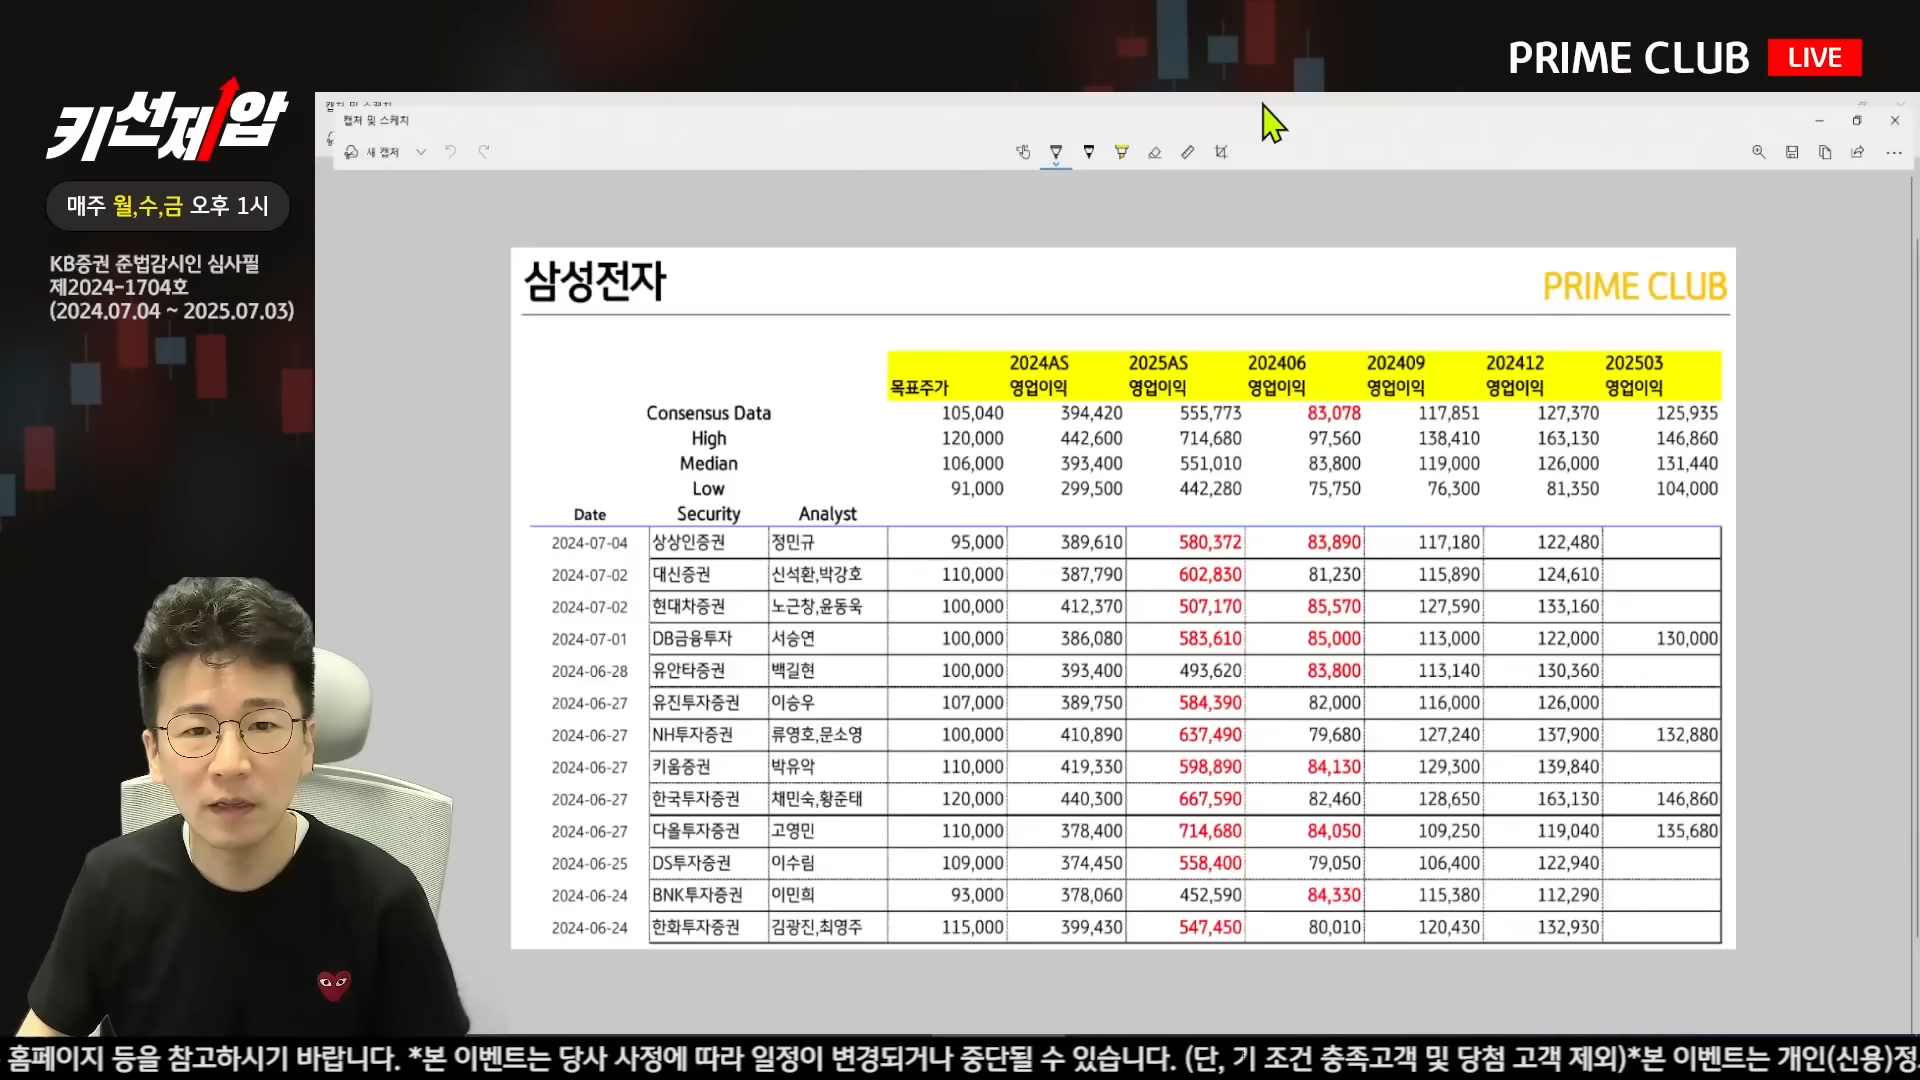 PRIME CLUB LIVE
키선제압
매주 월,수,금 오후 1시
KB증권 준법감시인 심사필
제2024-1704호
(2024.07.04 ~ 2025.07.03)
캡처 및 스케치
새 캡처
삼성전자 PRIME CLUB
2024AS 2025AS 202406 202409 202412 202503
목표주가 영업이익 영업이익 영업이익 영업이익 영업이익 영업이익
Consensus Data 105,040 394,420 555,773 83,078 117,851 127,370 125,935
High 120,000 442,600 714,680 97,560 138,410 163,130 146,860
Median 106,000 393,400 551,010 83,800 119,000 126,000 131,440
Low 91,000 299,500 442,280 75,750 76,300 81,350 104,000
Date Security Analyst
2024-07-04 상상인증권 정민규 95,000 389,610 580,372 83,890 117,180 122,480
2024-07-02 대신증권 신석환,박강호 110,000 387,790 602,830 81,230 115,890 124,610
2024-07-02 현대차증권 노근창,윤동욱 100,000 412,370 507,170 85,570 127,590 133,160
2024-07-01 DB금융투자 서승연 100,000 386,080 583,610 85,000 113,000 122,000 130,000
2024-06-28 유안타증권 백길현 100,000 393,400 493,620 83,800 113,140 130,360
2024-06-27 유진투자증권 이승우 107,000 389,750 584,390 82,000 116,000 126,000
2024-06-27 NH투자증권 류영호,문소영 100,000 410,890 637,490 79,680 127,240 137,900 132,880
2024-06-27 키움증권 박유악 110,000 419,330 598,890 84,130 129,300 139,840
2024-06-27 한국투자증권 채민숙,황준태 120,000 440,300 667,590 82,460 128,650 163,130 146,860
2024-06-27 다올투자증권 고영민 110,000 378,400 714,680 84,050 109,250 119,040 135,680
2024-06-25 DS투자증권 이수림 109,000 374,450 558,400 79,050 106,400 122,940
2024-06-24 BNK투자증권 이민희 93,000 378,060 452,590 84,330 115,380 112,290
2024-06-24 한화투자증권 김광진,최영주 115,000 399,430 547,450 80,010 120,430 132,930
홈페이지 등을 참고하시기 바랍니다. *본 이벤트는 당사 사정에 따라 일정이 변경되거나 중단될 수 있습니다. (단, 기 조건 충족고객 및 당첨 고객 제외)*본 이벤트는 개인(신용)정